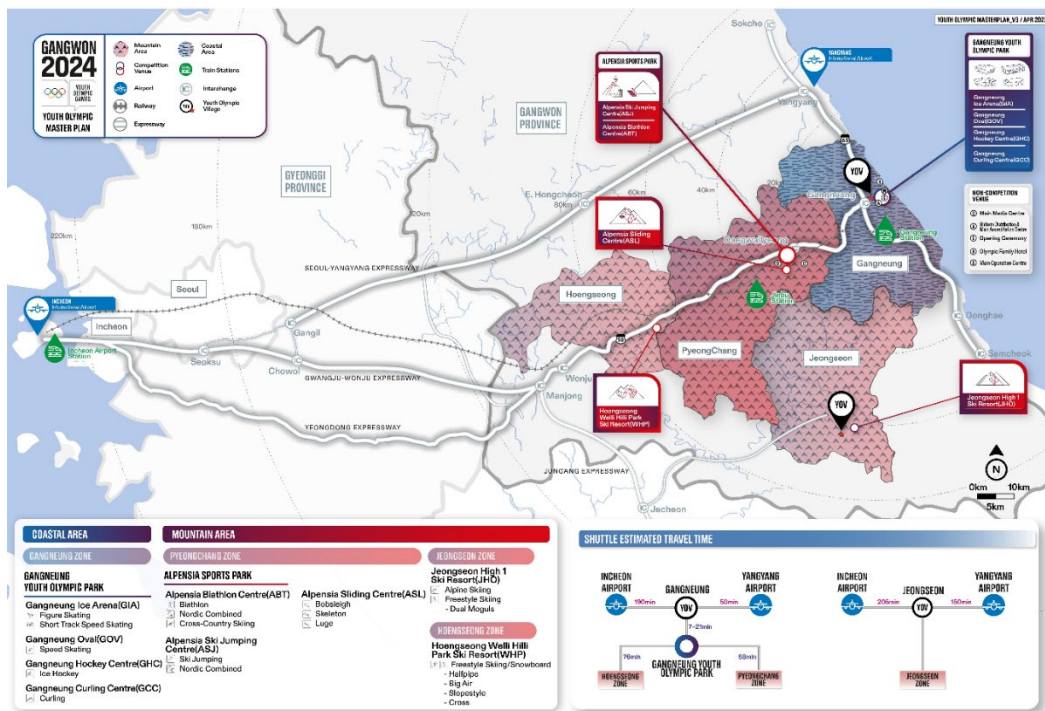 YOUTH OLYMPIC MASTERPLAN_V3 / APR 202
GANGWON
2024
YOUTH
OLYMPIC
GAMES
YOUTH OLYMPIC
MASTER PLAN
Mountain
Area
Coastal
Area
Competition
Venue
Train Stations
Airport
Interchange
Railway
Youth Olympic
Village
Expressway
ALPENSIA SPORTS PARK
Alpensia Ski Jumping
Centre(ASJ)
Alpensia Biathlon
Centre(ABT)
Alpensia Sliding
Centre(ASL)
GANGNEUNG YOUTH
OLYMPIC PARK
Gangneung
Ice Arena(GIA)
Gangneung
Oval(GOV)
Gangneung
Hockey Centre(GHC)
Gangneung
Curling Centre(GCC)
NON-COMPETITION
VENUE
Main Media Centre
Opening Ceremony
Olympic Family Hotel
Main Operation Centre
Sokcho
YANGYANG
International Airport
Yangyang
GANGWON
PROVINCE
GYEONGGI
PROVINCE
E. Hongcheon
220km
180km
80km
60km
40km
20km
SEOUL-YANGYANG EXPRESSWAY
Seoul
INCHEON
International Airport
Incheon
Incheon Airport
Station
Gangil
Seoksu
Chowol
GWANGJU-WONJU EXPRESSWAY
YEONGDONG EXPRESSWAY
Wonju
Manjong
JUNGANG EXPRESSWAY
Jecheon
Hoengseong
PyeongChang
Jeongseon
Gangneung
YOV
Gangneung
Station
Station
Donghae
Samcheok
Hoengseong
Welli Hilli Park
Ski Resort(WHP)
YOV
Jeongseon High 1
Ski Resort(JHO)
N
0km 10km
5km
COASTAL AREA
GANGNEUNG ZONE
GANGNEUNG
YOUTH OLYMPIC PARK
Gangneung Ice Arena(GIA)
Figure Skating
Short Track Speed Skating
Gangneung Oval(GOV)
Speed Skating
Gangneung Hockey Centre(GHC)
Ice Hockey
Gangneung Curling Centre(GCC)
Curling
MOUNTAIN AREA
PYEONGCHANG ZONE
ALPENSIA SPORTS PARK
Alpensia Biathlon Centre(ABT)
Biathlon
Nordic Combined
Cross-Country Skiing
Alpensia Ski Jumping
Centre(ASJ)
Ski Jumping
Nordic Combined
Alpensia Sliding Centre(ASL)
Bobsleigh
Skeleton
Luge
JEONGSEON ZONE
Jeongseon High 1
Ski Resort(JHO)
Alpine Skiing
Freestyle Skiing
- Dual Moguls
HOENGSEONG ZONE
Hoengseong Welli Hilli
Park Ski Resort(WHP)
Freestyle Skiing/Snowboard
- Halfpipe
- Big Air
- Slopestyle
- Cross
SHUTTLE ESTIMATED TRAVEL TIME
INCHEON
AIRPORT
190min
GANGNEUNG
YOV
50min
YANGYANG
AIRPORT
7~21min
76min
GANGNEUNG YOUTH
OLYMPIC PARK
58min
HOENGSEONG
ZONE
PYEONGCHANG
ZONE
INCHEON
AIRPORT
205min
JEONGSEON
YOV
150min
YANGYANG
AIRPORT
JEONGSEON
ZONE